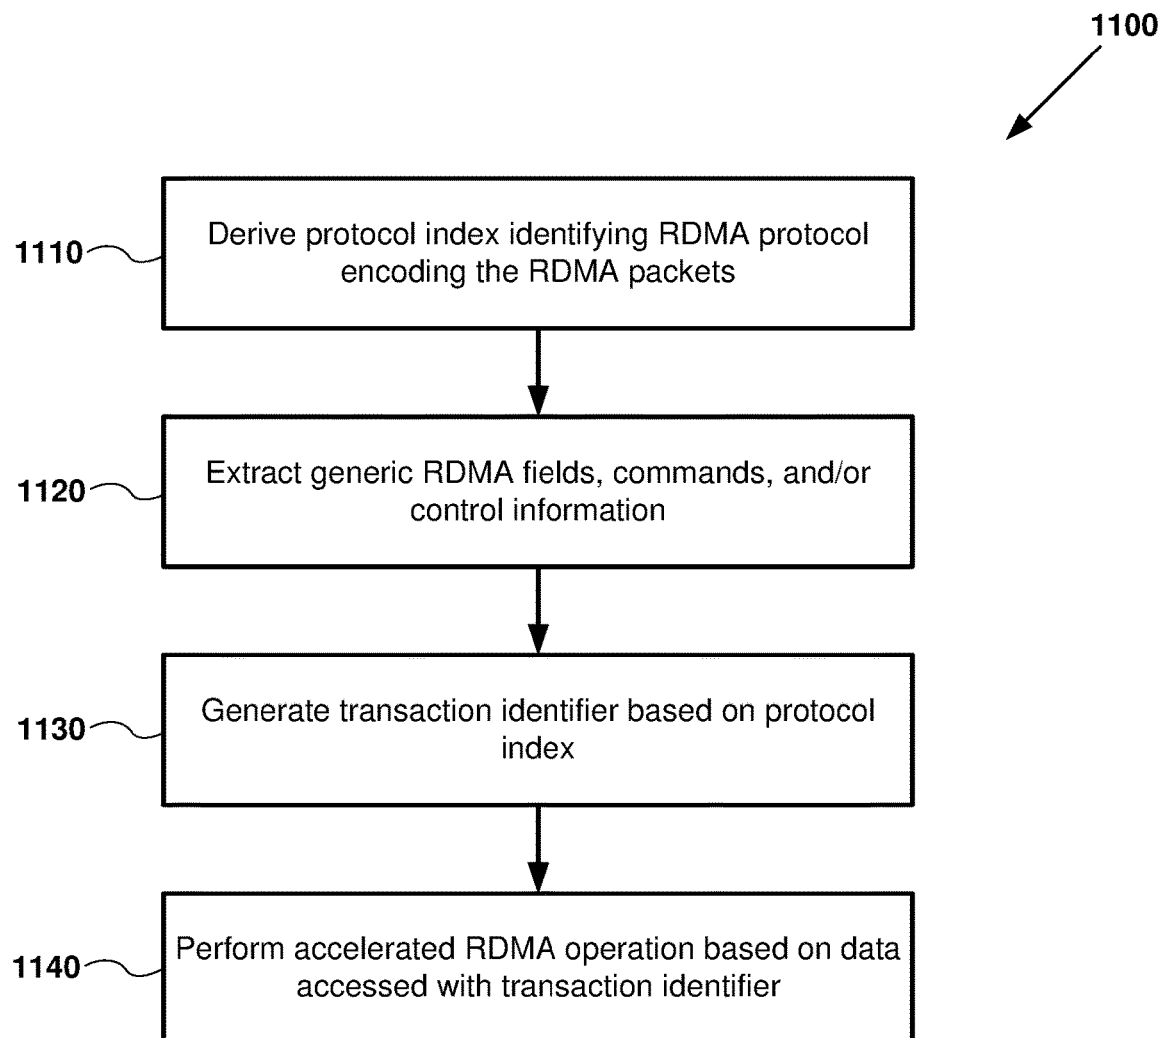 1100
1110
Derive protocol index identifying RDMA protocol
encoding the RDMA packets
1120
Extract generic RDMA fields, commands, and/or
control information
1130
Generate transaction identifier based on protocol
index
1140
Perform accelerated RDMA operation based on data
accessed with transaction identifier